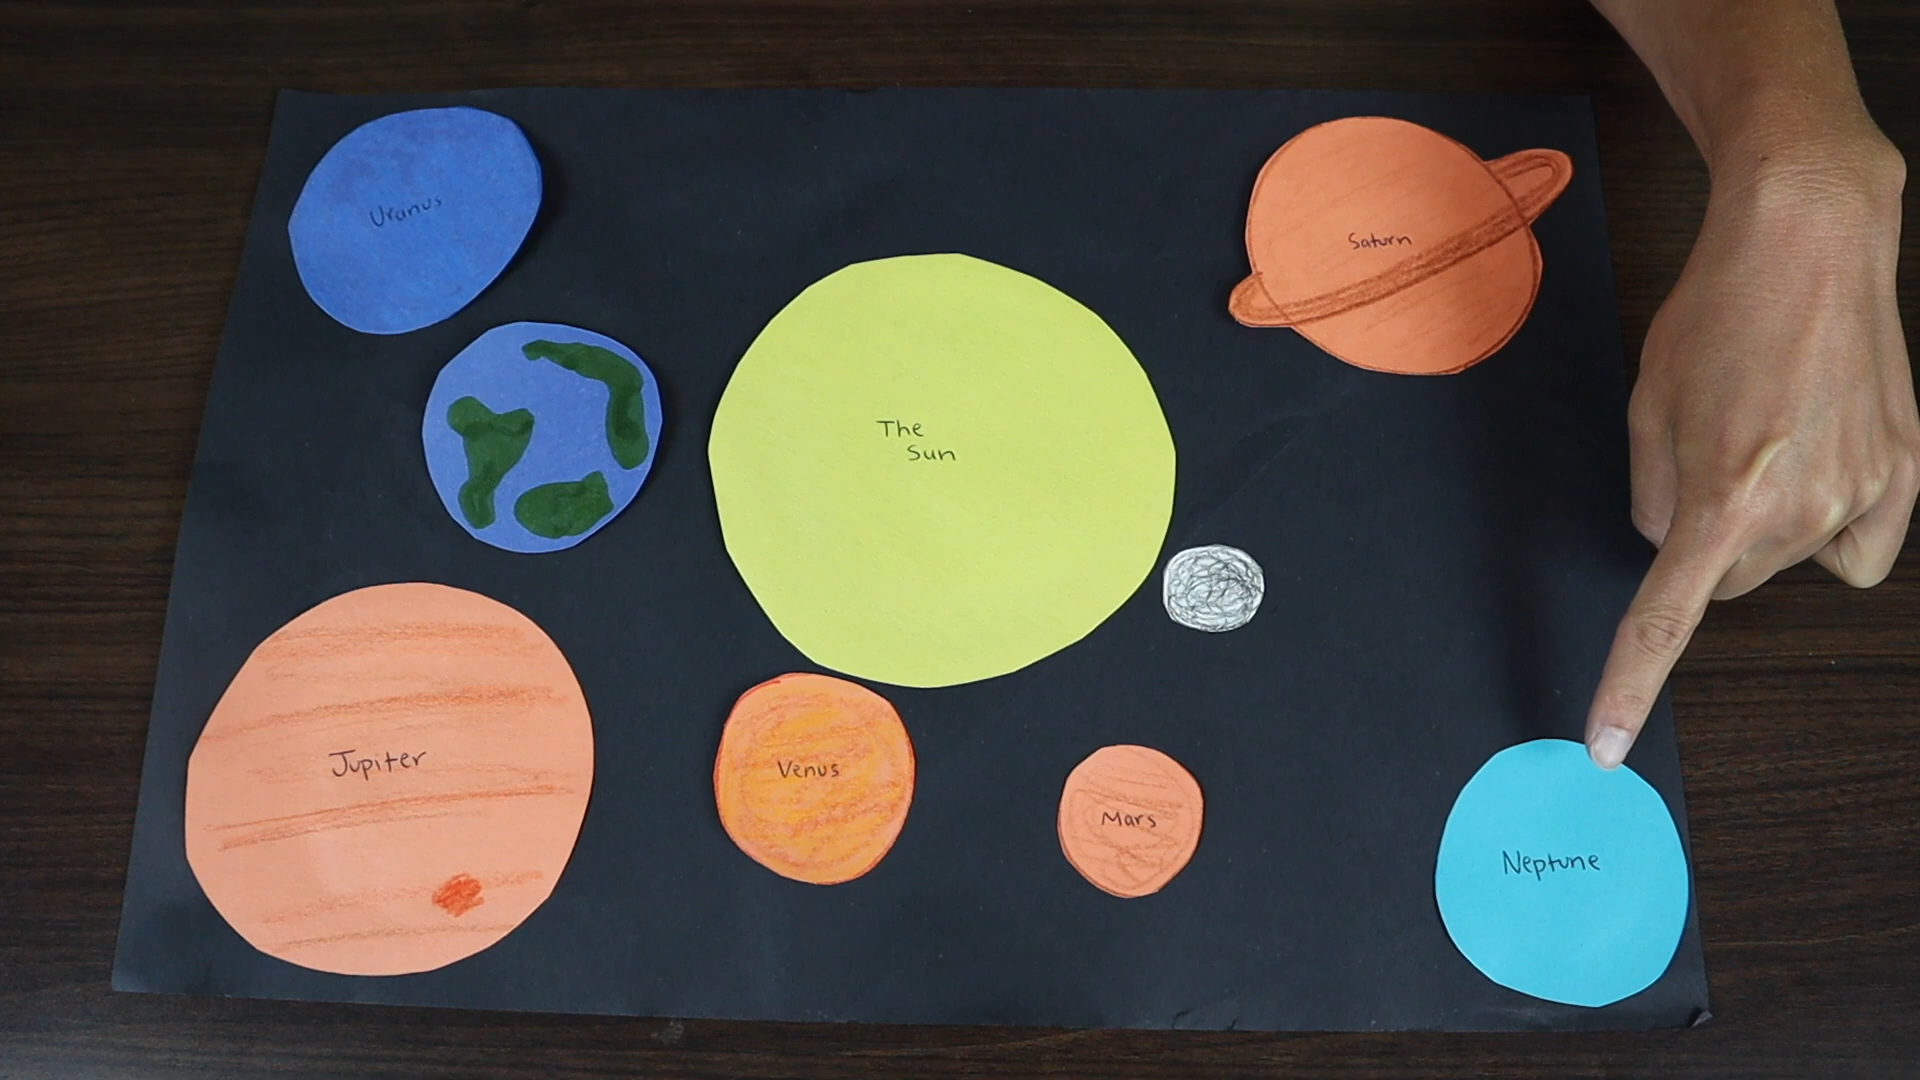 Uranus
Saturn
The
Sun
Jupiter
Venus
Mars
Neptune